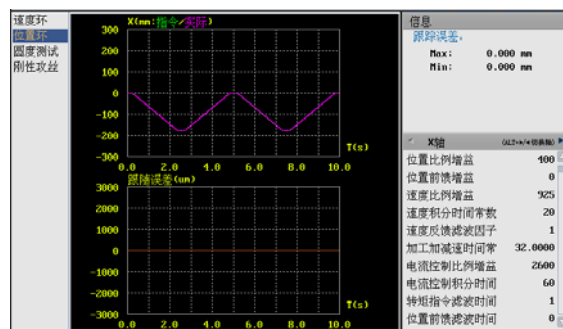 速度环
位置环
圆度测试
刚性攻丝
X(mm:指令/实际)
300
200
100
0
-100
-200
-300
T(s)
0.0 2.0 4.0 6.0 8.0 10.0
跟随误差(um)
3000
2000
1000
0
-1000
-2000
-3000
T(s)
0.0 2.0 4.0 6.0 8.0 10.0
信息
跟踪误差:
Max: 0.000 mm
Min: 0.000 mm
X轴
位置比例增益 400
位置前馈增益 0
速度比例增益 925
速度积分时间常数 20
速度反馈滤波因子 1
加工加减速时间常 32.0000
电流控制比例增益 2600
电流控制积分时间 60
转矩指令滤波时间 1
位置前馈滤波时间 0